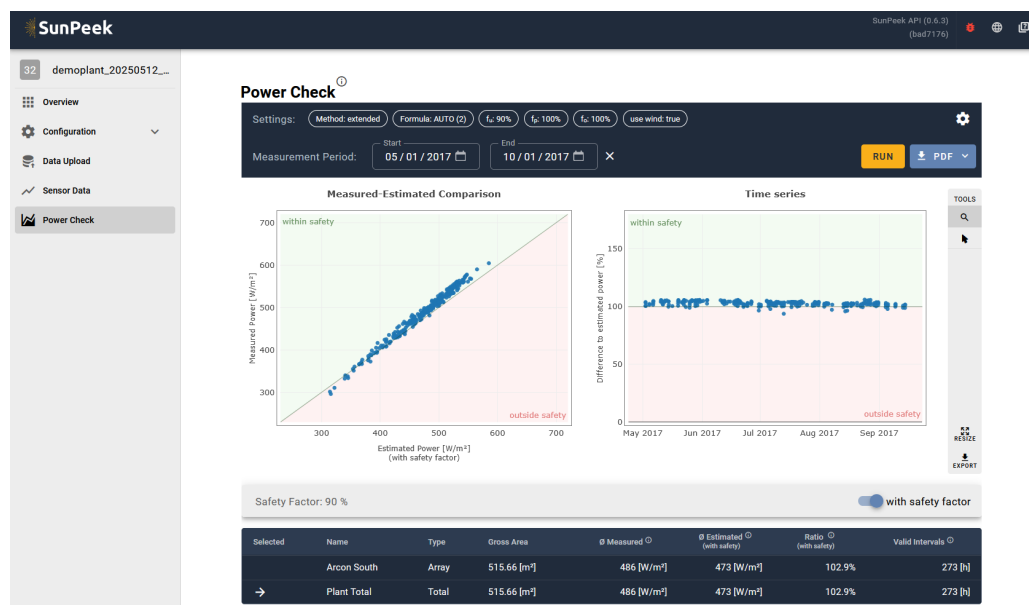 SunPeek
SunPeek API (0.6.3)
(bad7176)
32 demoplant_20250512_...
Overview
Configuration
Data Upload
Sensor Data
Power Check
Power Check
Settings: Method: extended Formula: AUTO (2) fᵤ: 90% fₚ: 100% fₒ: 100% use wind: true
Measurement Period: Start 05 / 01 / 2017 End 10 / 01 / 2017
RUN PDF
Measured-Estimated Comparison
within safety
outside safety
700
600
500
400
300
300 400 500 600 700
Measured Power [W/m²]
Estimated Power [W/m²]
(with safety factor)
Time series
within safety
outside safety
150
100
50
0
May 2017 Jun 2017 Jul 2017 Aug 2017 Sep 2017
Difference to estimated power [%]
TOOLS
RESIZE
EXPORT
Safety Factor: 90 %
with safety factor
Selected Name Type Gross Area Ø Measured Ø Estimated (with safety) Ratio (with safety) Valid Intervals
Arcon South Array 515.66 [m²] 486 [W/m²] 473 [W/m²] 102.9% 273 [h]
Plant Total Total 515.66 [m²] 486 [W/m²] 473 [W/m²] 102.9% 273 [h]